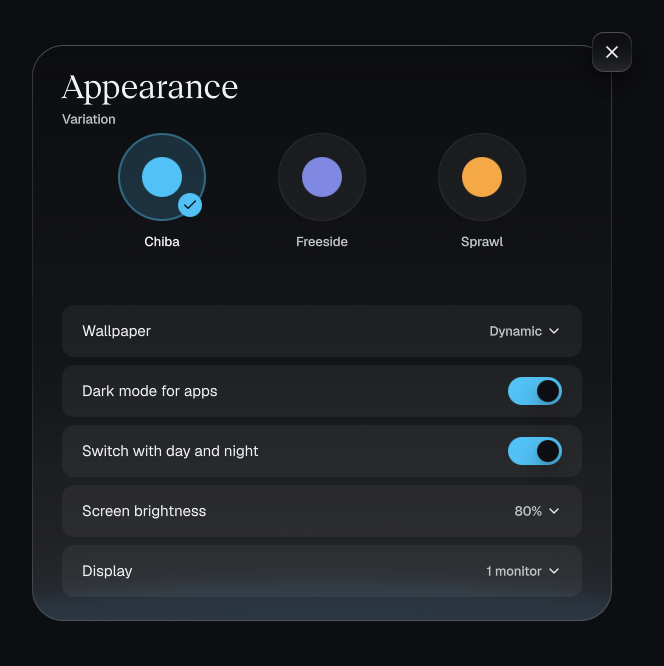 Appearance
Variation
Chiba
Freeside
Sprawl
Wallpaper
Dynamic
Dark mode for apps
Switch with day and night
Screen brightness
80%
Display
1 monitor